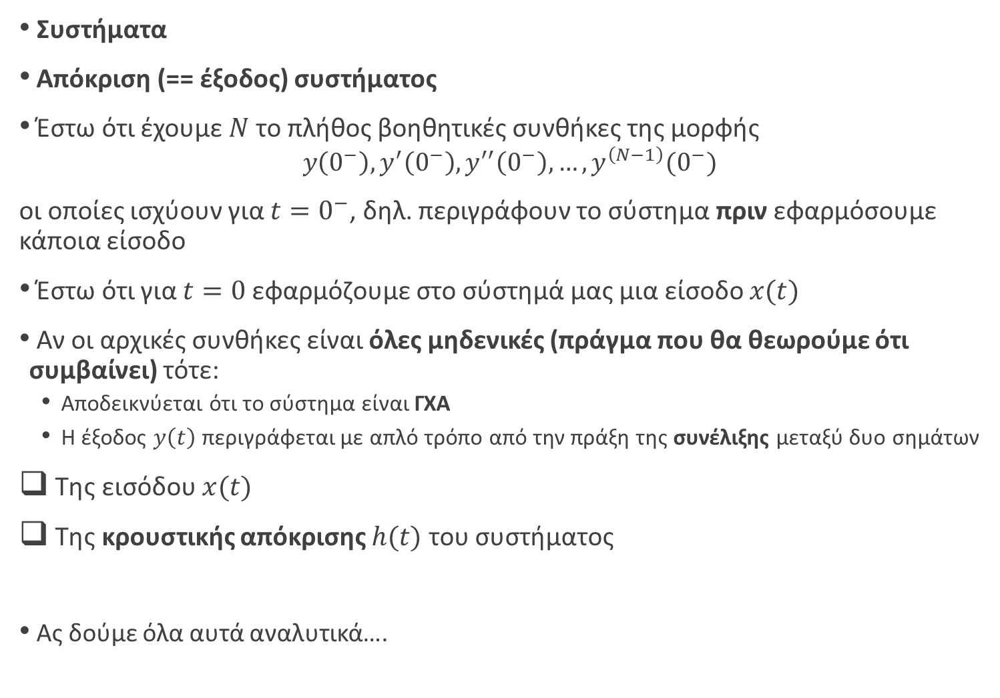 • Συστήματα
• Απόκριση (== έξοδος) συστήματος
• Έστω ότι έχουμε N το πλήθος βοηθητικές συνθήκες της μορφής
y(0⁻), y′(0⁻), y′′(0⁻), … , y⁽ᴺ⁻¹⁾(0⁻)
οι οποίες ισχύουν για t = 0⁻, δηλ. περιγράφουν το σύστημα πριν εφαρμόσουμε
κάποια είσοδο
• Έστω ότι για t = 0 εφαρμόζουμε στο σύστημά μας μια είσοδο x(t)
• Αν οι αρχικές συνθήκες είναι όλες μηδενικές (πράγμα που θα θεωρούμε ότι
συμβαίνει) τότε:
• Αποδεικνύεται ότι το σύστημα είναι ΓΧΑ
• Η έξοδος y(t) περιγράφεται με απλό τρόπο από την πράξη της συνέλιξης μεταξύ δυο σημάτων
❑ Της εισόδου x(t)
❑ Της κρουστικής απόκρισης h(t) του συστήματος
• Ας δούμε όλα αυτά αναλυτικά….